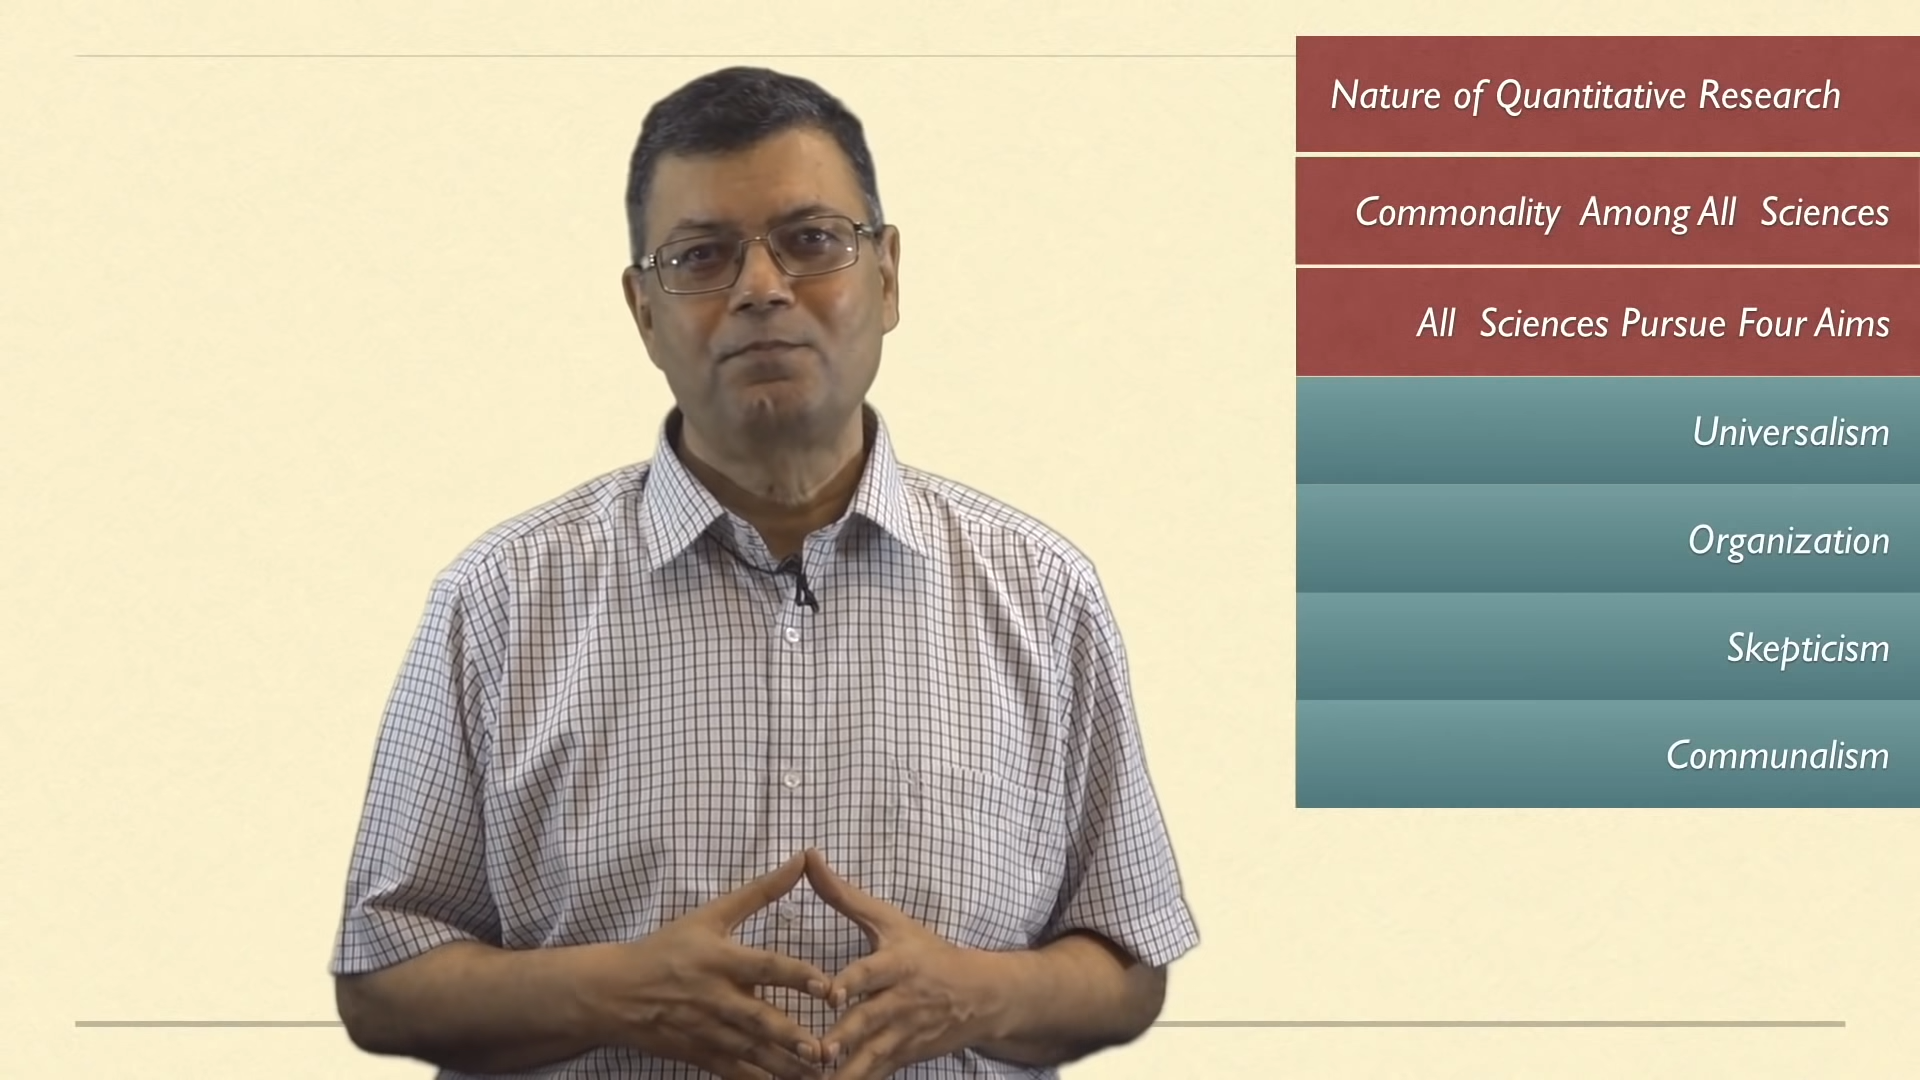 Nature of Quantitative Research
Commonality Among All Sciences
All Sciences Pursue Four Aims
Universalism
Organization
Skepticism
Communalism